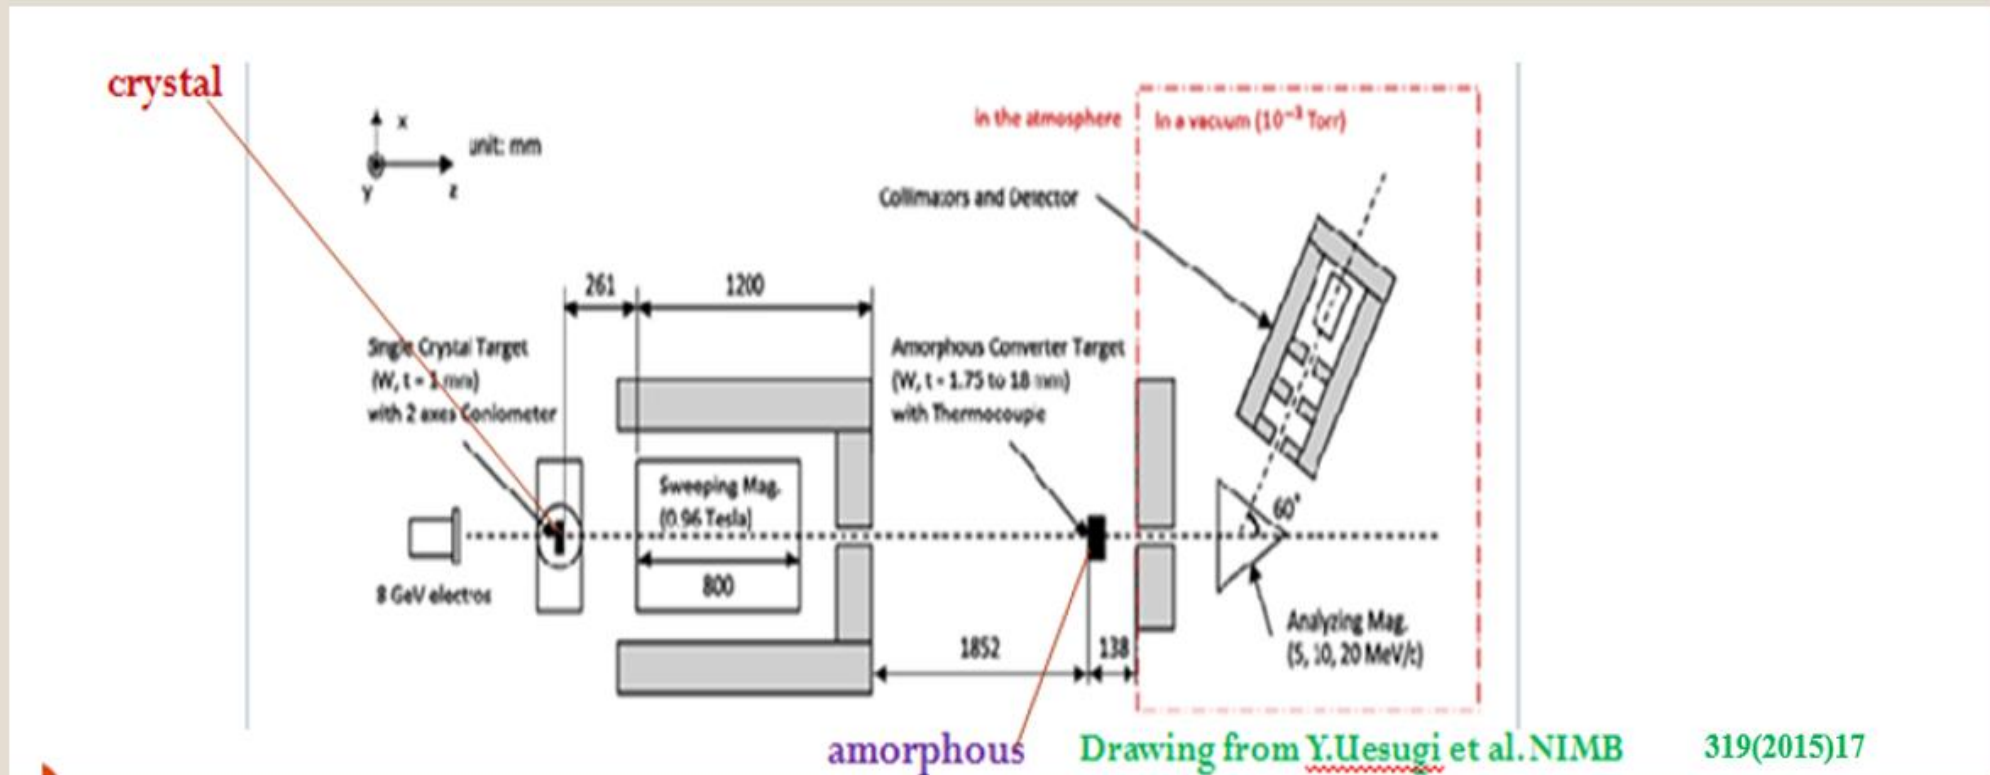 crystal
x
unit: mm
y
z
in the atmosphere
In a vacuum (10⁻³ Torr)
Collimators and Detector
261
1200
Single Crystal Target
(W, t = 1 mm)
with 2 axes Goniometer
Amorphous Converter Target
(W, t = 1.75 to 18 mm)
with Thermocouple
Sweeping Mag.
(0.96 Tesla)
800
60°
8 GeV electros
1852
138
Analyzing Mag.
(5, 10, 20 MeV/c)
amorphous
Drawing from Y.Uesugi et al.NIMB 319(2015)17